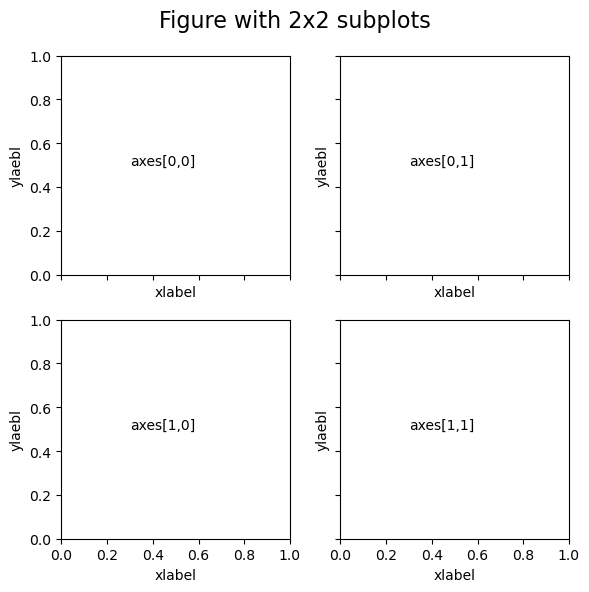 Figure with 2x2 subplots
1.0
0.8
0.6
0.4
0.2
0.0
ylaebl
axes[0,0]
xlabel
ylaebl
axes[0,1]
xlabel
1.0
0.8
0.6
0.4
0.2
0.0
ylaebl
axes[1,0]
0.0 0.2 0.4 0.6 0.8 1.0
xlabel
ylaebl
axes[1,1]
0.0 0.2 0.4 0.6 0.8 1.0
xlabel